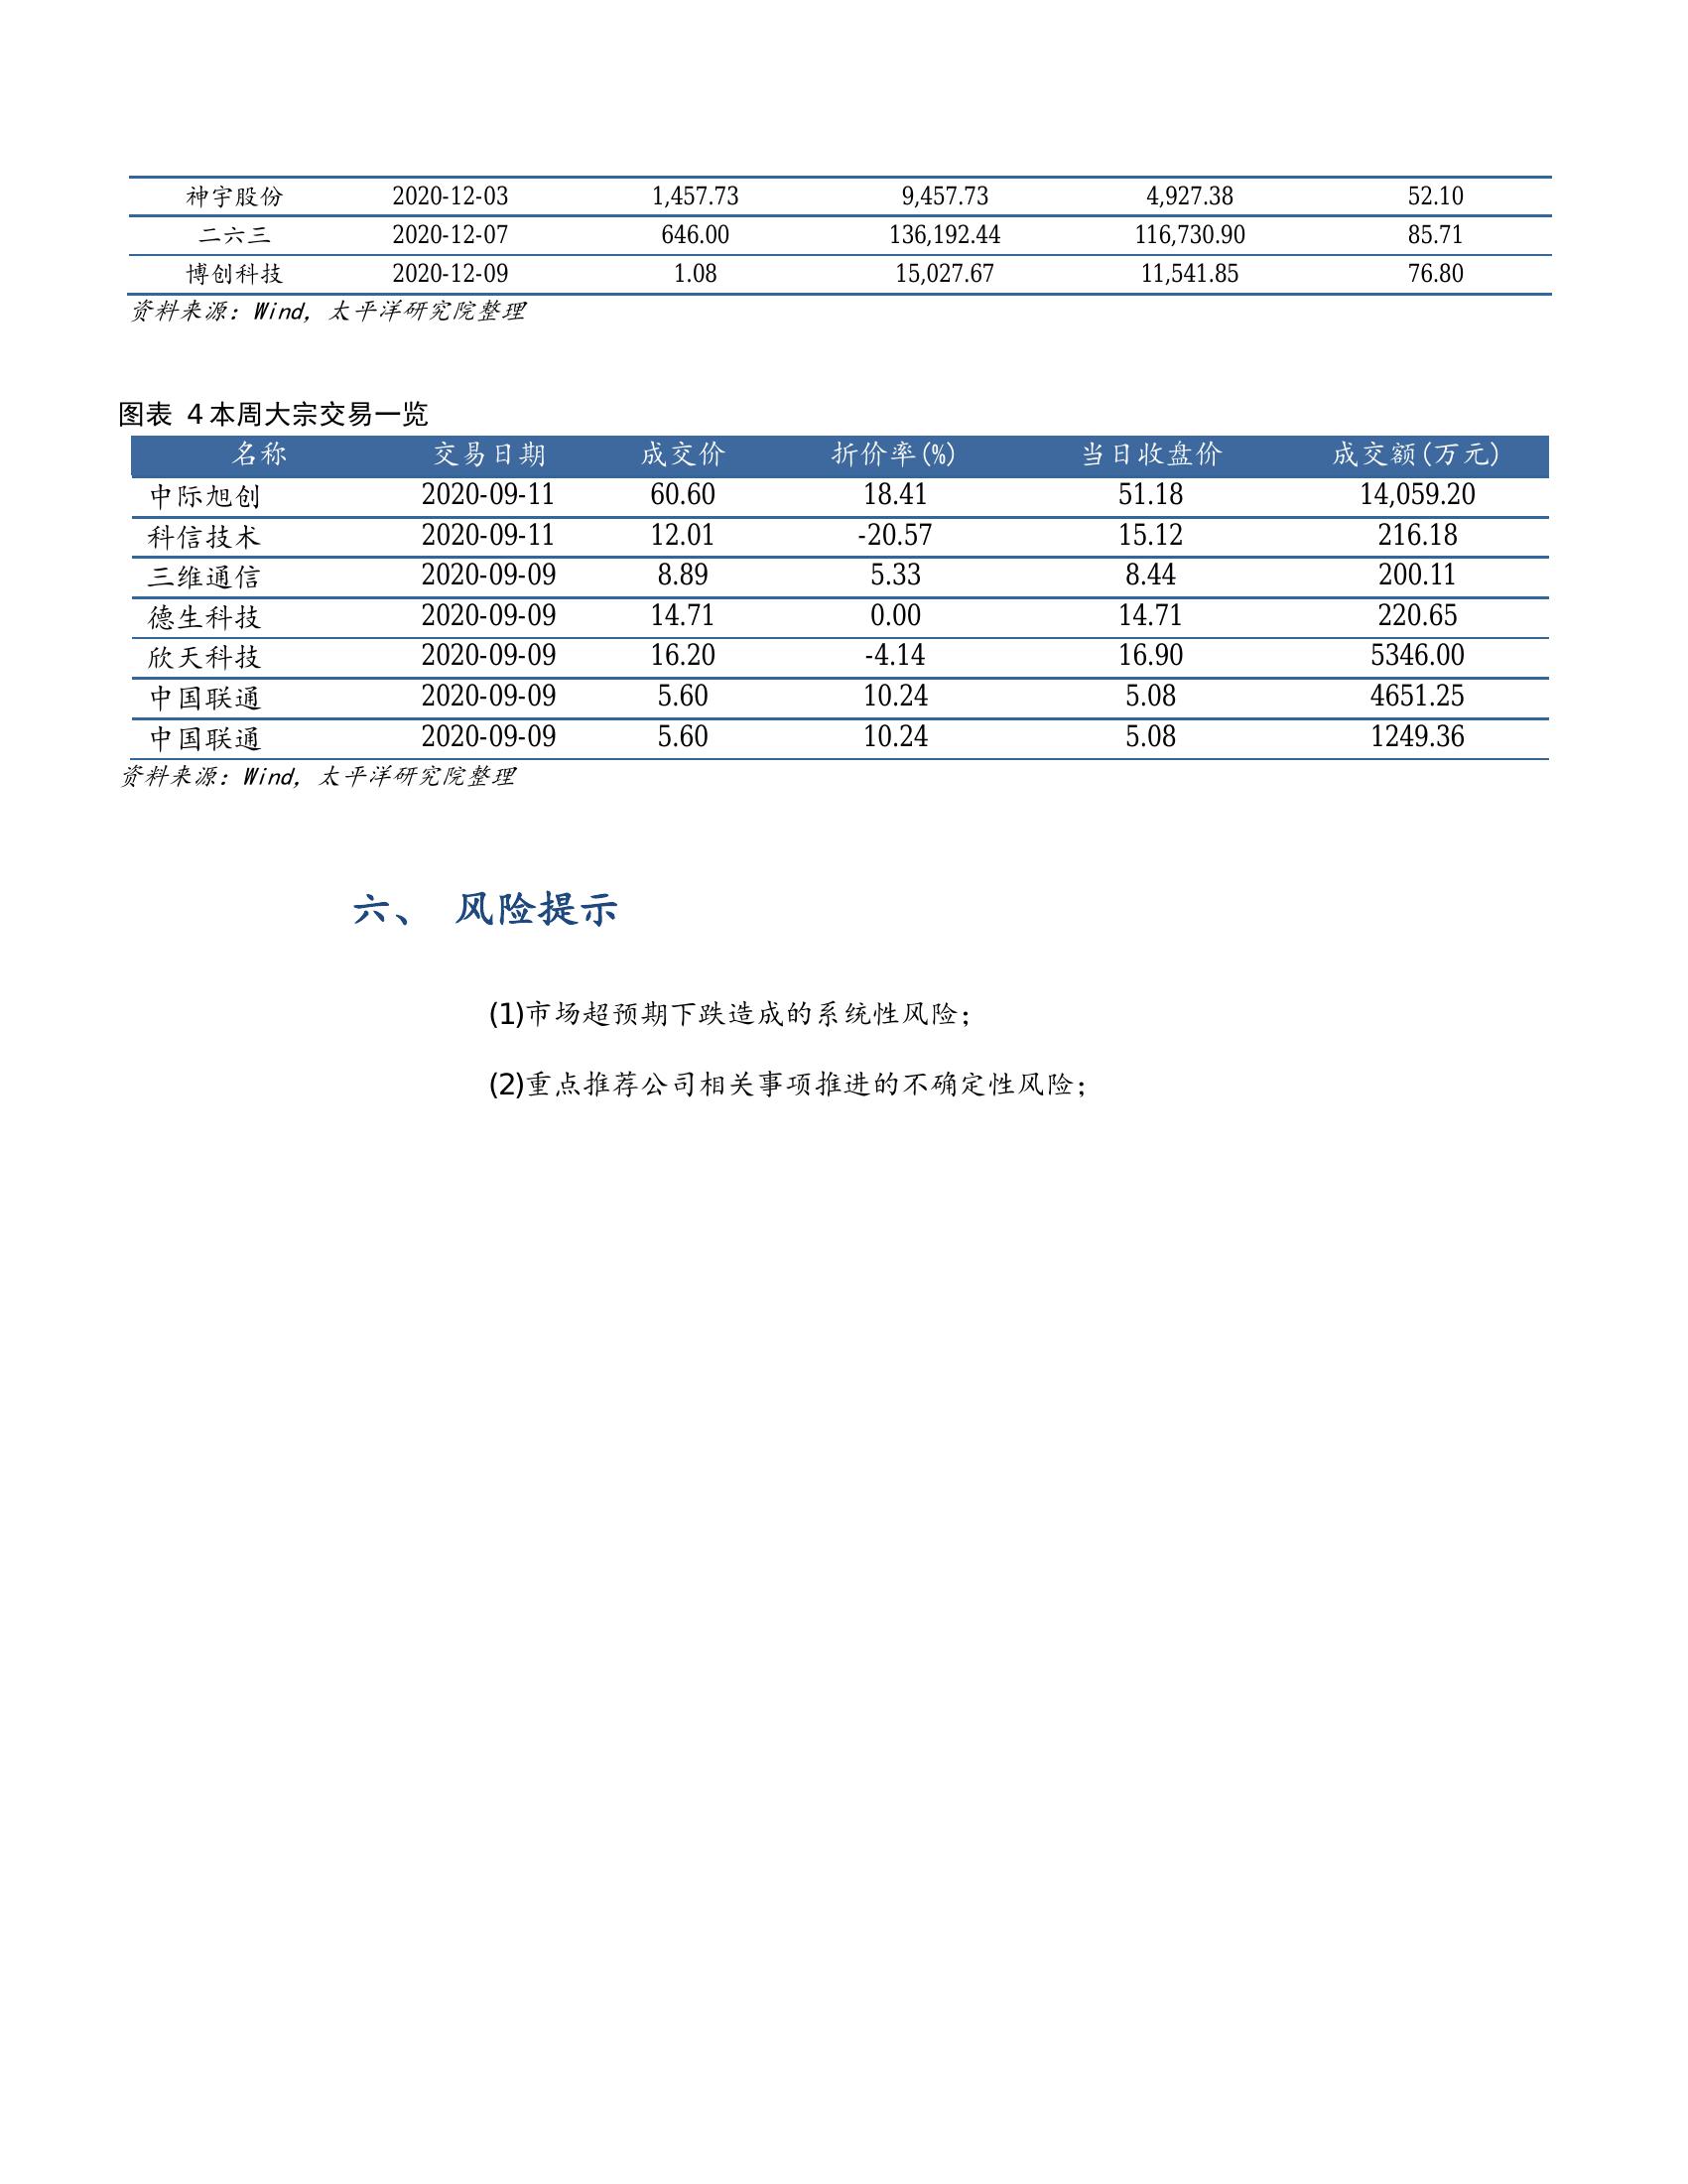 神宇股份 2020-12-03 1,457.73 9,457.73 4,927.38 52.10
二六三 2020-12-07 646.00 136,192.44 116,730.90 85.71
博创科技 2020-12-09 1.08 15,027.67 11,541.85 76.80
资料来源：Wind，太平洋研究院整理
图表 4 本周大宗交易一览
名称 交易日期 成交价 折价率(%) 当日收盘价 成交额(万元)
中际旭创 2020-09-11 60.60 18.41 51.18 14,059.20
科信技术 2020-09-11 12.01 -20.57 15.12 216.18
三维通信 2020-09-09 8.89 5.33 8.44 200.11
德生科技 2020-09-09 14.71 0.00 14.71 220.65
欣天科技 2020-09-09 16.20 -4.14 16.90 5346.00
中国联通 2020-09-09 5.60 10.24 5.08 4651.25
中国联通 2020-09-09 5.60 10.24 5.08 1249.36
资料来源：Wind，太平洋研究院整理
六、 风险提示
(1)市场超预期下跌造成的系统性风险；
(2)重点推荐公司相关事项推进的不确定性风险；